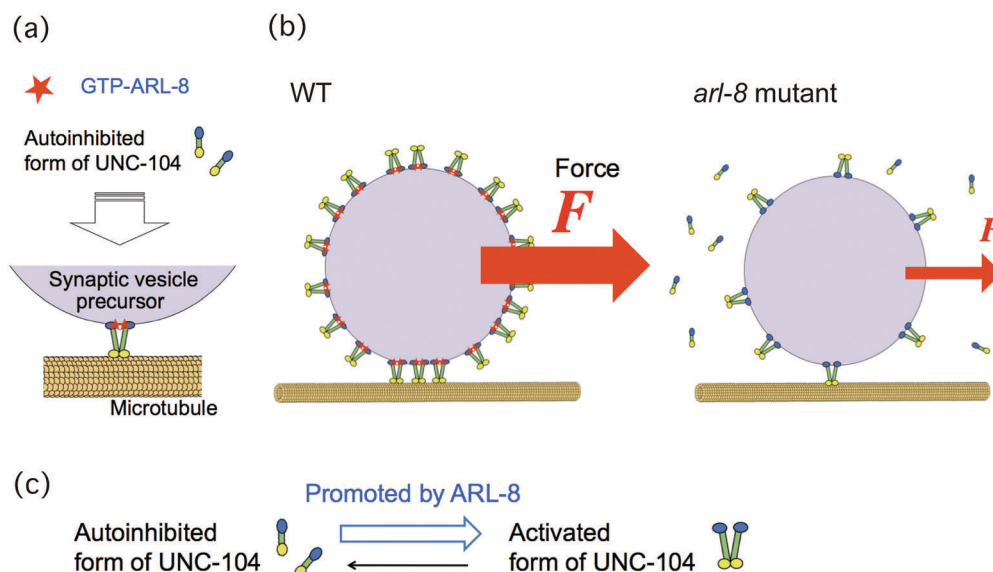 (a)
GTP-ARL-8
Autoinhibited
form of UNC-104
Synaptic vesicle
precursor
Microtubule
(b)
WT
arl-8 mutant
Force
F
F
(c)
Promoted by ARL-8
Autoinhibited
form of UNC-104
Activated
form of UNC-104